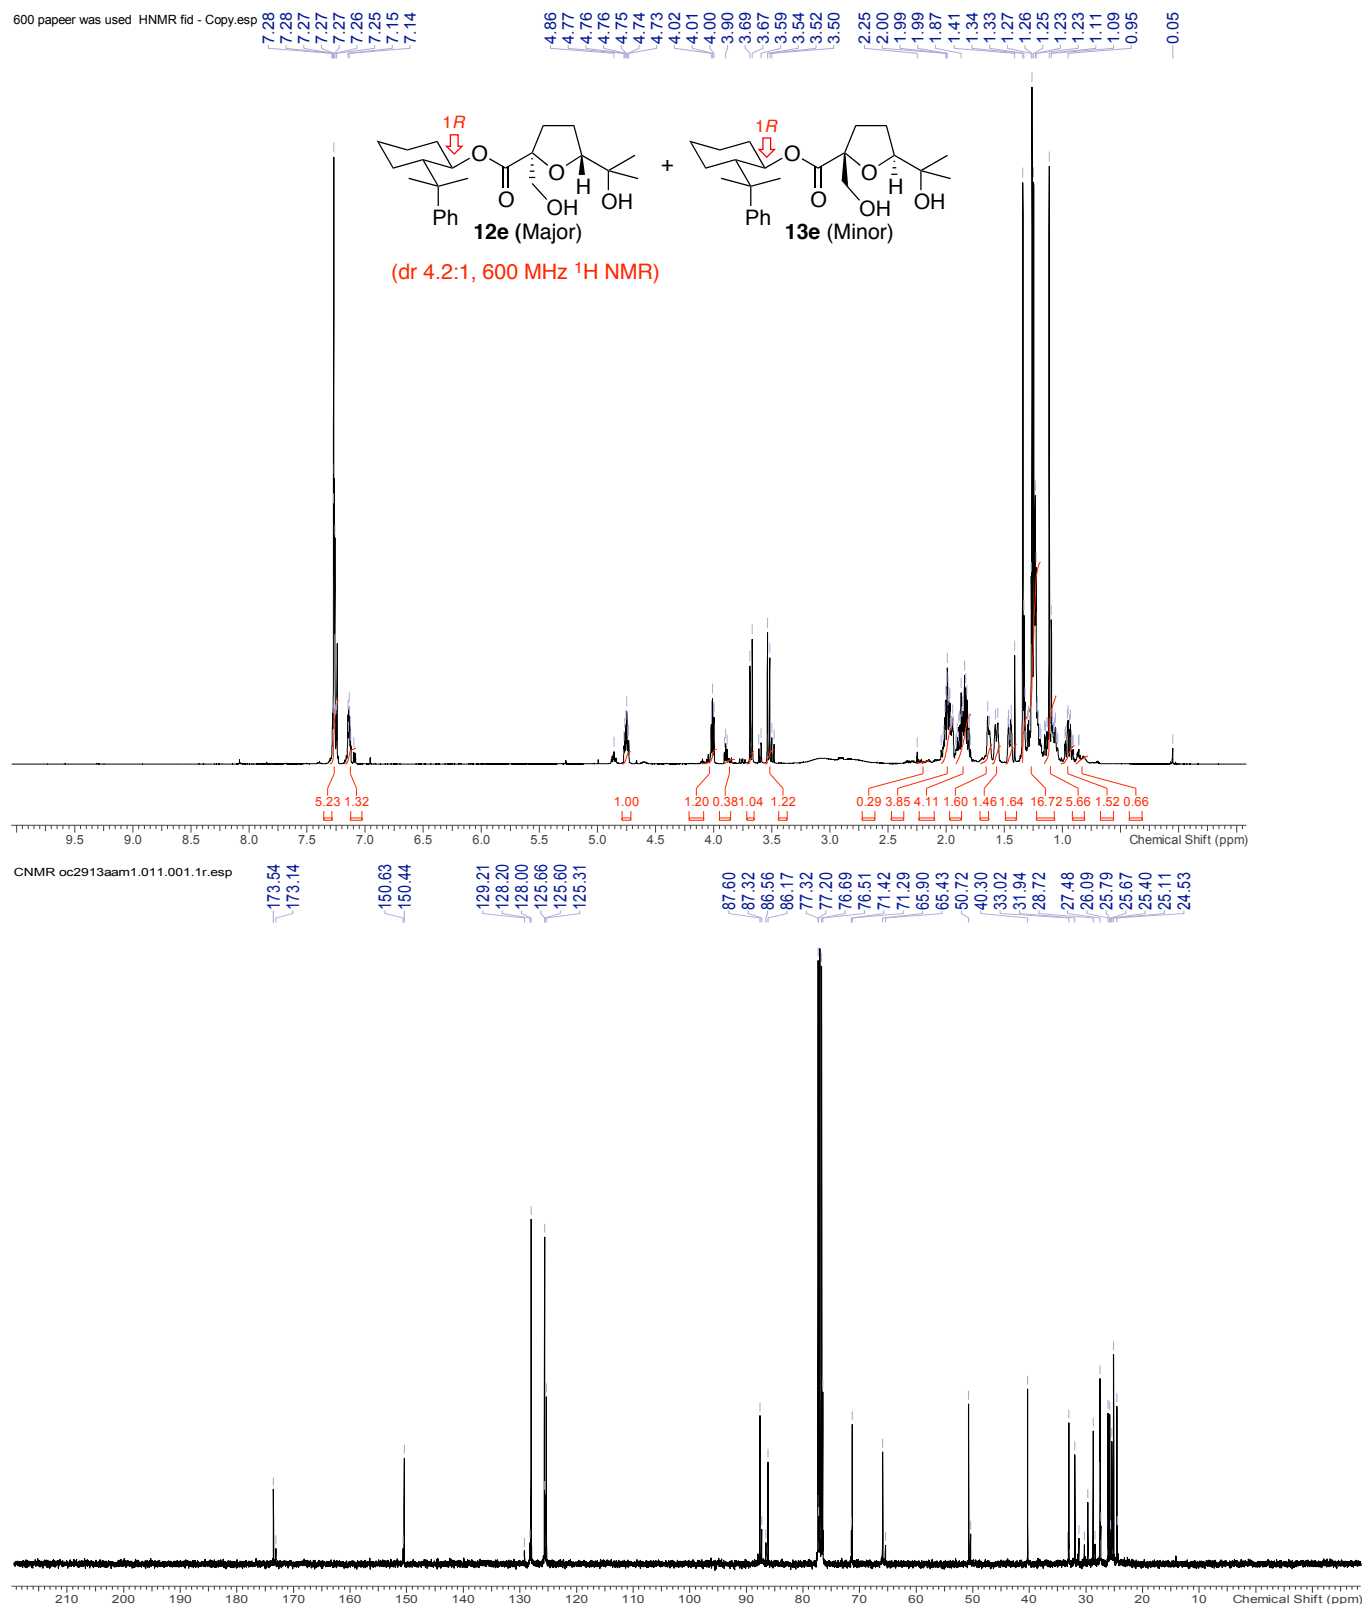 600 papeer was used  HNMR fid - Copy.esp
7.28 7.28 7.27 7.27 7.27 7.26 7.25 7.15 7.14 4.86 4.77 4.76 4.76 4.75 4.74 4.73 4.02 4.01 4.00 3.90 3.69 3.67 3.59 3.54 3.52 3.50 2.25 2.00 1.99 1.99 1.87 1.41 1.34 1.33 1.27 1.26 1.25 1.23 1.23 1.11 1.09 0.95 0.05
1R 1R
O O O H OH OH Ph + O O O H OH OH Ph
12e (Major) 13e (Minor)
(dr 4.2:1, 600 MHz ¹H NMR)
5.23 1.32 1.00 1.20 0.38 1.04 1.22 0.29 3.85 4.11 1.60 1.46 1.64 16.72 5.66 1.52 0.66
9.5 9.0 8.5 8.0 7.5 7.0 6.5 6.0 5.5 5.0 4.5 4.0 3.5 3.0 2.5 2.0 1.5 1.0 Chemical Shift (ppm)
CNMR oc2913aam1.011.001.1r.esp
173.54 173.14 150.63 150.44 129.21 128.20 128.00 125.66 125.60 125.31 87.60 87.32 86.56 86.17 77.32 77.20 76.69 76.51 71.42 71.29 65.90 65.43 50.72 40.30 33.02 31.94 28.72 27.48 26.09 25.79 25.67 25.40 25.11 24.53
210 200 190 180 170 160 150 140 130 120 110 100 90 80 70 60 50 40 30 20 10 Chemical Shift (ppm)